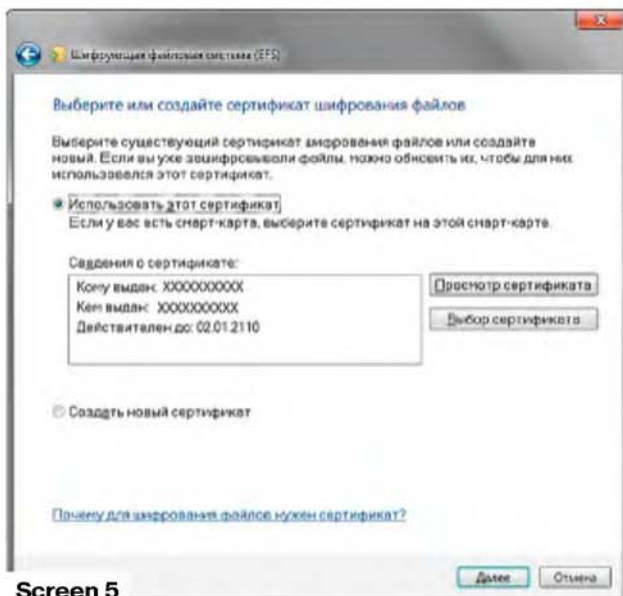 Шифрующая файловая система (EFS)
Выберите или создайте сертификат шифрования файлов
Выберите существующий сертификат шифрования файлов или создайте
новый. Если вы уже зашифровывали файлы, можно обновить их, чтобы для них
использовался этот сертификат.
Использовать этот сертификат
Если у вас есть смарт-карта, выберите сертификат на этой смарт-карте.
Сведения о сертификате:
Кому выдан: XXXXXXXXXX
Просмотр сертификата
Кем выдан: XXXXXXXXXX
Действителен до: 02.01.2110
Выбор сертификата
Создать новый сертификат
Почему для шифрования файлов нужен сертификат?
Далее
Отмена
Screen 5